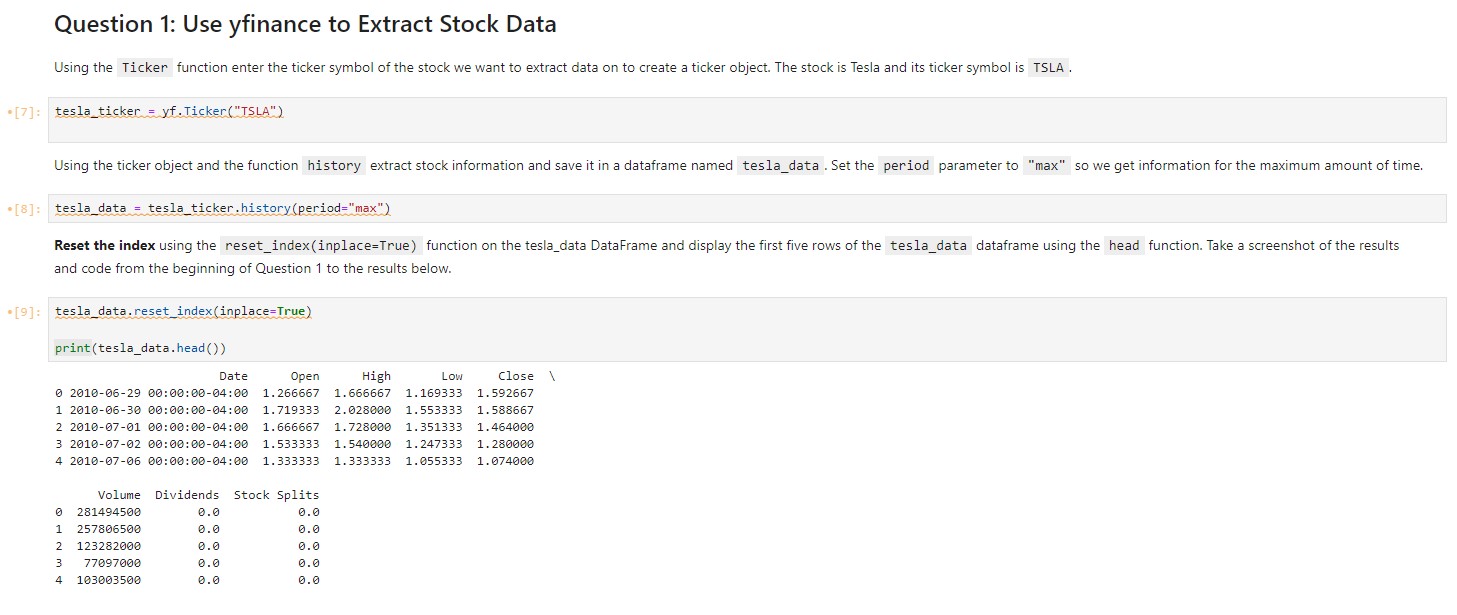 Question 1: Use yfinance to Extract Stock Data
Using the Ticker function enter the ticker symbol of the stock we want to extract data on to create a ticker object. The stock is Tesla and its ticker symbol is TSLA .
•[7]: tesla_ticker = yf.Ticker("TSLA")
Using the ticker object and the function history extract stock information and save it in a dataframe named tesla_data . Set the period parameter to "max" so we get information for the maximum amount of time.
•[8]: tesla_data = tesla_ticker.history(period="max")
Reset the index using the reset_index(inplace=True) function on the tesla_data DataFrame and display the first five rows of the tesla_data dataframe using the head function. Take a screenshot of the results
and code from the beginning of Question 1 to the results below.
•[9]: tesla_data.reset_index(inplace=True)
print(tesla_data.head())
Date Open High Low Close \
0 2010-06-29 00:00:00-04:00 1.266667 1.666667 1.169333 1.592667
1 2010-06-30 00:00:00-04:00 1.719333 2.028000 1.553333 1.588667
2 2010-07-01 00:00:00-04:00 1.666667 1.728000 1.351333 1.464000
3 2010-07-02 00:00:00-04:00 1.533333 1.540000 1.247333 1.280000
4 2010-07-06 00:00:00-04:00 1.333333 1.333333 1.055333 1.074000
Volume Dividends Stock Splits
0 281494500 0.0 0.0
1 257806500 0.0 0.0
2 123282000 0.0 0.0
3 77097000 0.0 0.0
4 103003500 0.0 0.0